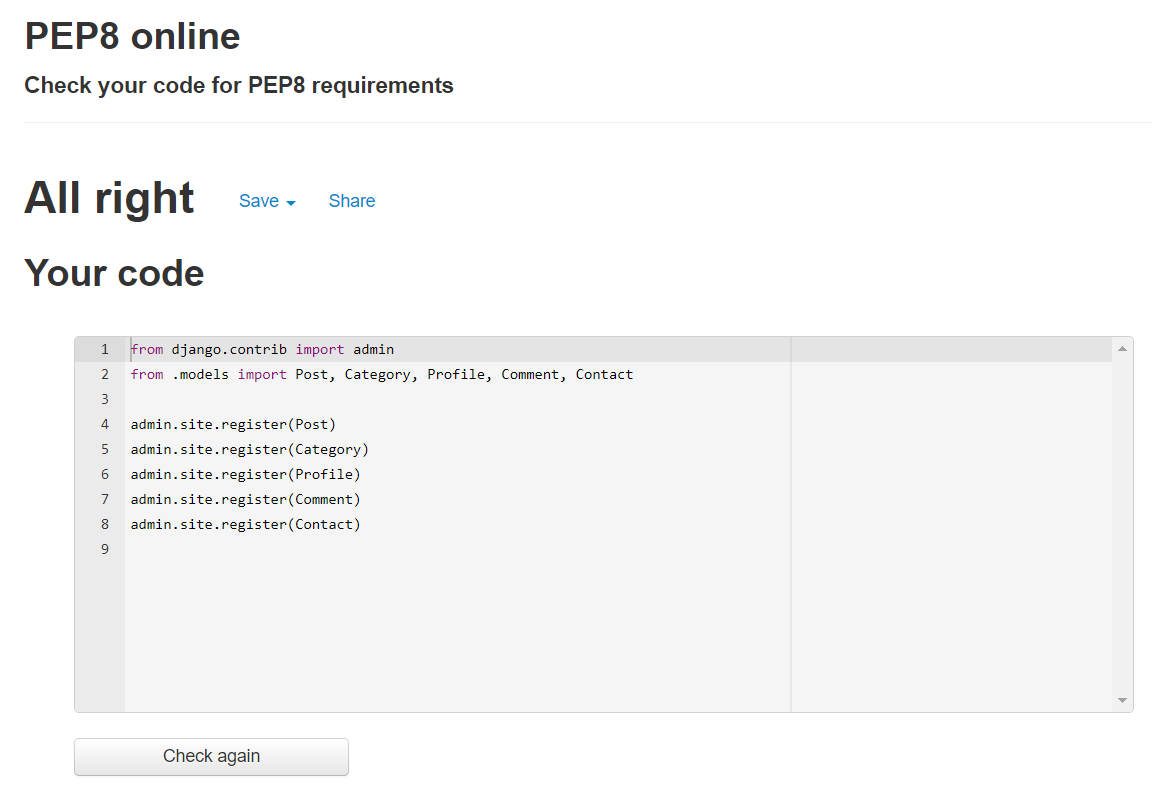 PEP8 online
Check your code for PEP8 requirements
All right Save Share
Your code
1 from django.contrib import admin
2 from .models import Post, Category, Profile, Comment, Contact
3
4 admin.site.register(Post)
5 admin.site.register(Category)
6 admin.site.register(Profile)
7 admin.site.register(Comment)
8 admin.site.register(Contact)
9
Check again